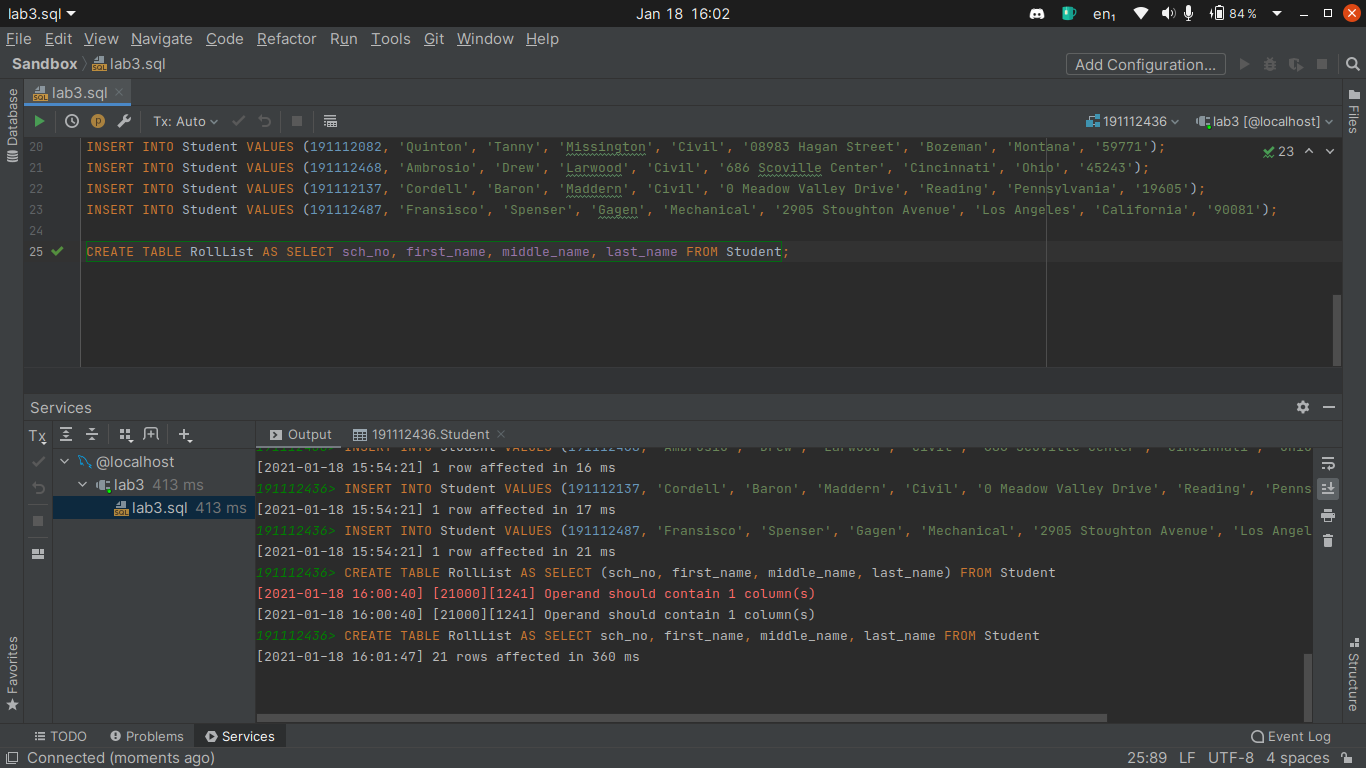 lab3.sql Jan 18 16:02 en₁ 84 %
File Edit View Navigate Code Refactor Run Tools Git Window Help
Sandbox lab3.sql Add Configuration...
lab3.sql
Tx: Auto 191112436 lab3 [@localhost]
20 INSERT INTO Student VALUES (191112082, 'Quinton', 'Tanny', 'Missington', 'Civil', '08983 Hagan Street', 'Bozeman', 'Montana', '59771'); 23
21 INSERT INTO Student VALUES (191112468, 'Ambrosio', 'Drew', 'Larwood', 'Civil', '686 Scoville Center', 'Cincinnati', 'Ohio', '45243');
22 INSERT INTO Student VALUES (191112137, 'Cordell', 'Baron', 'Maddern', 'Civil', '0 Meadow Valley Drive', 'Reading', 'Pennsylvania', '19605');
23 INSERT INTO Student VALUES (191112487, 'Fransisco', 'Spenser', 'Gagen', 'Mechanical', '2905 Stoughton Avenue', 'Los Angeles', 'California', '90081');
24
25 CREATE TABLE RollList AS SELECT sch_no, first_name, middle_name, last_name FROM Student;
Database
Files
Favorites
Structure
Services
Tx
@localhost
lab3 413 ms
lab3.sql 413 ms
Output 191112436.Student
[2021-01-18 15:54:21] 1 row affected in 16 ms
191112436> INSERT INTO Student VALUES (191112137, 'Cordell', 'Baron', 'Maddern', 'Civil', '0 Meadow Valley Drive', 'Reading', 'Penns
[2021-01-18 15:54:21] 1 row affected in 17 ms
191112436> INSERT INTO Student VALUES (191112487, 'Fransisco', 'Spenser', 'Gagen', 'Mechanical', '2905 Stoughton Avenue', 'Los Angel
[2021-01-18 15:54:21] 1 row affected in 21 ms
191112436> CREATE TABLE RollList AS SELECT (sch_no, first_name, middle_name, last_name) FROM Student
[2021-01-18 16:00:40] [21000][1241] Operand should contain 1 column(s)
[2021-01-18 16:00:40] [21000][1241] Operand should contain 1 column(s)
191112436> CREATE TABLE RollList AS SELECT sch_no, first_name, middle_name, last_name FROM Student
[2021-01-18 16:01:47] 21 rows affected in 360 ms
TODO Problems Services Event Log
Connected (moments ago) 25:89 LF UTF-8 4 spaces